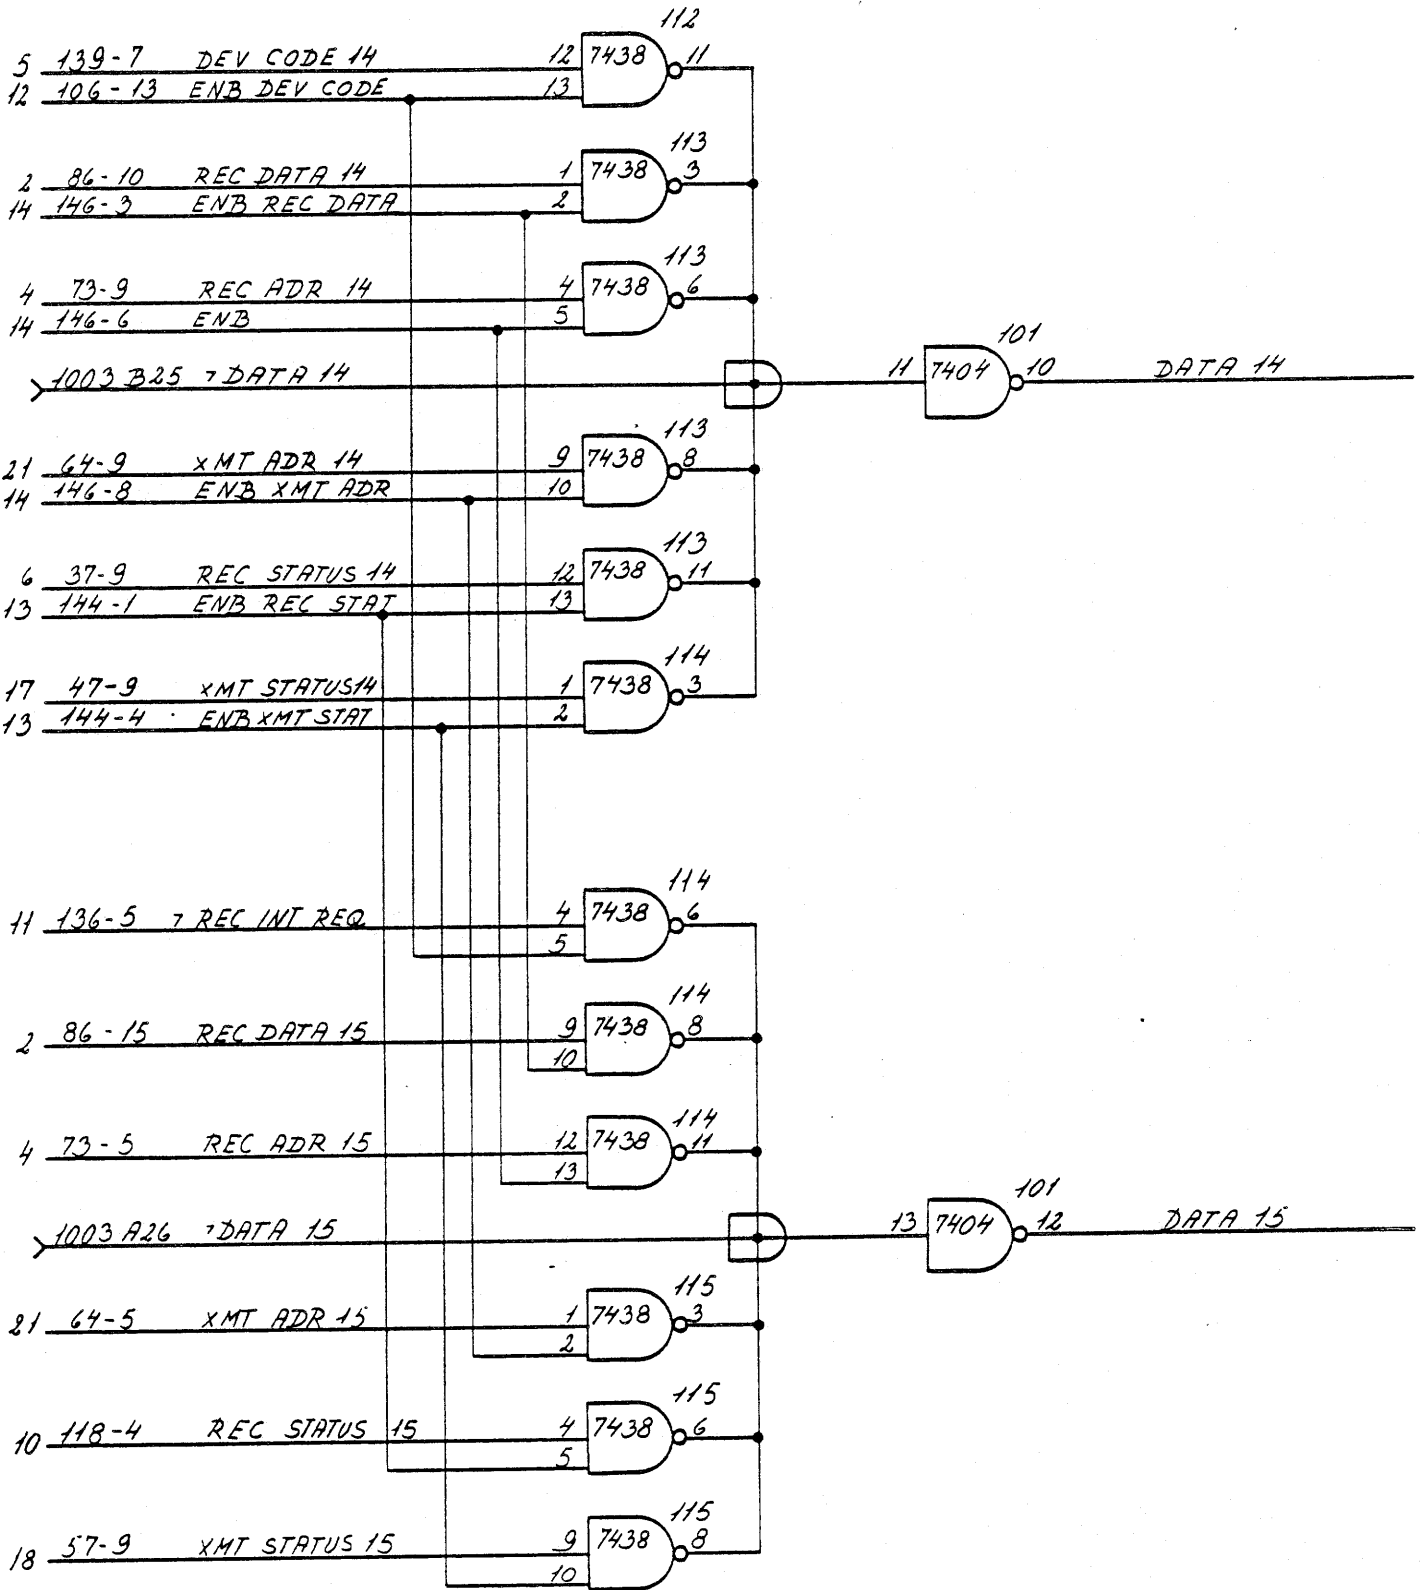 112
5 139-7 DEV CODE 14 12 7438 11
12 106-13 ENB DEV CODE 13
113
2 86-10 REC DATA 14 1 7438 3
14 146-3 ENB REC DATA 2
113
4 73-9 REC ADR 14 4 7438 6
14 146-6 ENB 5
101
1003 B25 ¬DATA 14 11 7404 10 DATA 14
113
21 64-9 XMT ADR 14 9 7438 8
14 146-8 ENB XMT ADR 10
113
6 37-9 REC STATUS 14 12 7438 11
13 144-1 ENB REC STAT 13
114
17 47-9 XMT STATUS14 1 7438 3
13 144-4 ENB XMT STAT 2
114
11 136-5 ¬ REC INT REQ 4 7438 6
5
114
2 86-15 REC DATA 15 9 7438 8
10
114
4 73-5 REC ADR 15 12 7438 11
13
101
1003 A26 ¬DATA 15 13 7404 12 DATA 15
115
21 64-5 XMT ADR 15 1 7438 3
2
115
10 118-4 REC STATUS 15 4 7438 6
5
115
18 57-9 XMT STATUS 15 9 7438 8
10